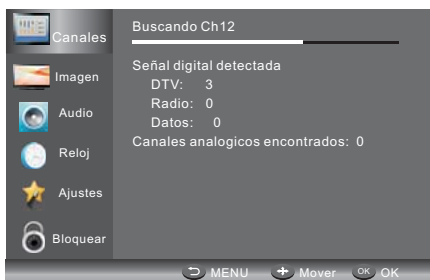 Canales
Imagen
Audio
Reloj
Ajustes
Bloquear
Buscando Ch12
Señal digital detectada
DTV: 3
Radio: 0
Datos: 0
Canales analogicos encontrados: 0
MENU Mover OK OK